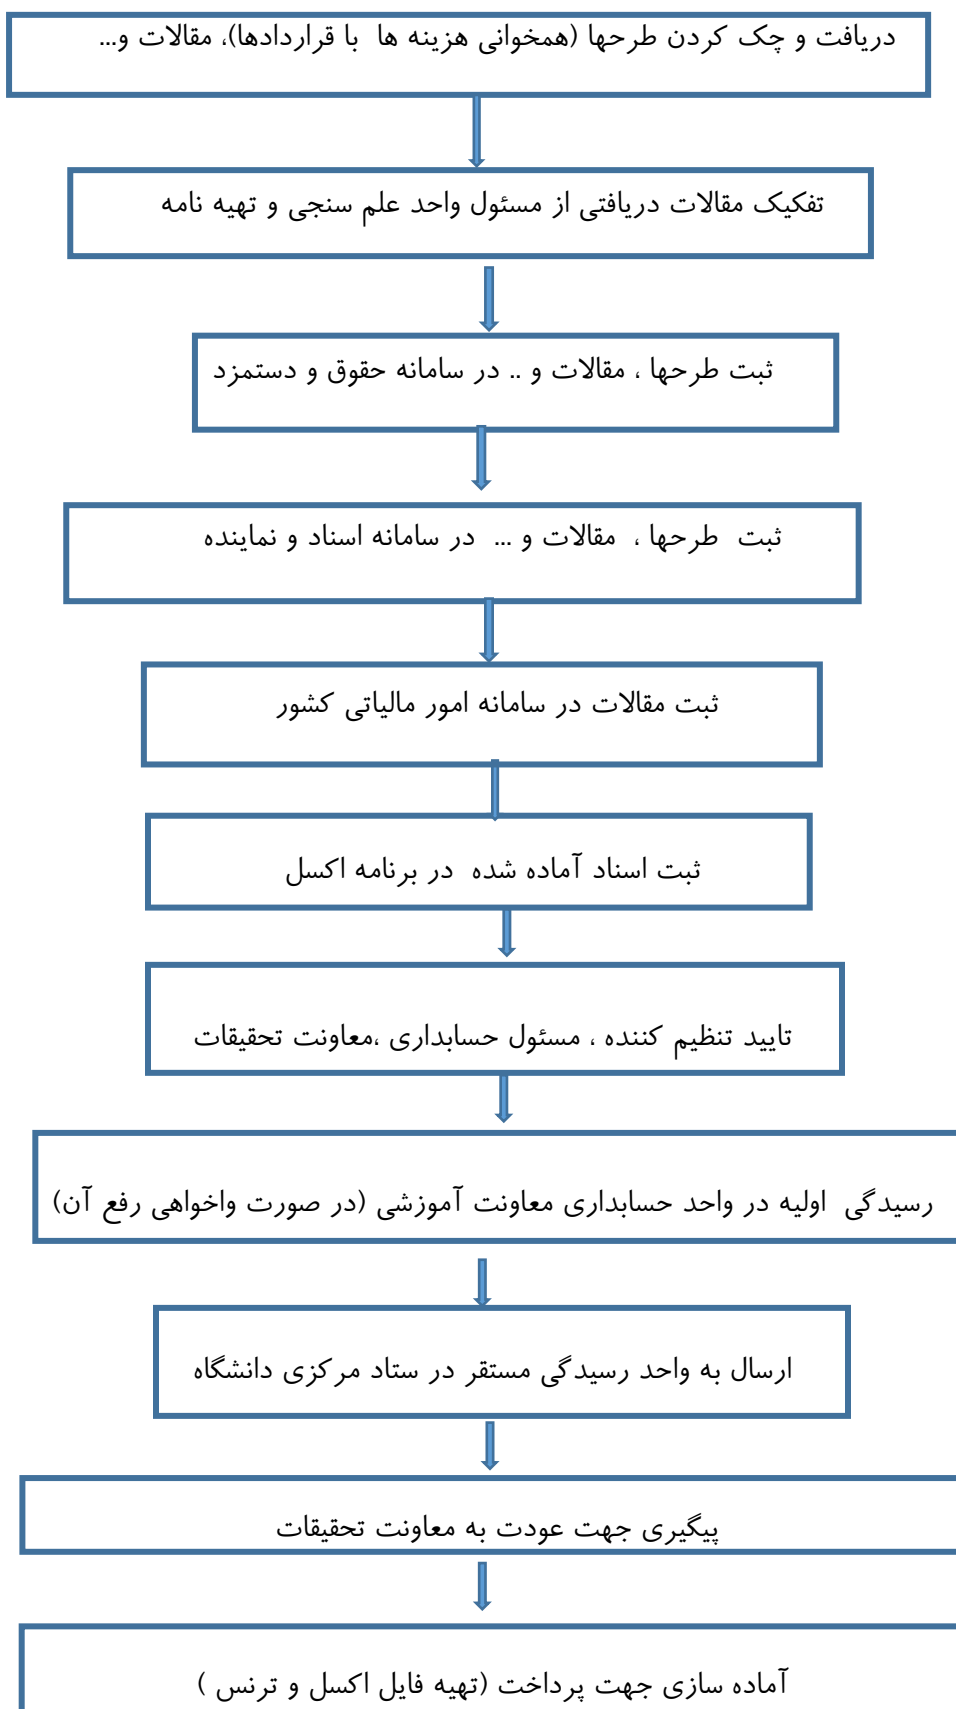 دریافت و چک کردن طرحها (همخوانی هزینه ها با قراردادها)، مقالات و...
تفکیک مقالات دریافتی از مسئول واحد علم سنجی و تهیه نامه
ثبت طرحها ، مقالات و .. در سامانه حقوق و دستمزد
ثبت طرحها ، مقالات و ... در سامانه اسناد و نماینده
ثبت مقالات در سامانه امور مالیاتی کشور
ثبت اسناد آماده شده در برنامه اکسل
تایید تنظیم کننده ، مسئول حسابداری ،معاونت تحقیقات
رسیدگی اولیه در واحد حسابداری معاونت آموزشی (در صورت واخواهی رفع آن)
ارسال به واحد رسیدگی مستقر در ستاد مرکزی دانشگاه
پیگیری جهت عودت به معاونت تحقیقات
آماده سازی جهت پرداخت (تهیه فایل اکسل و ترنس )